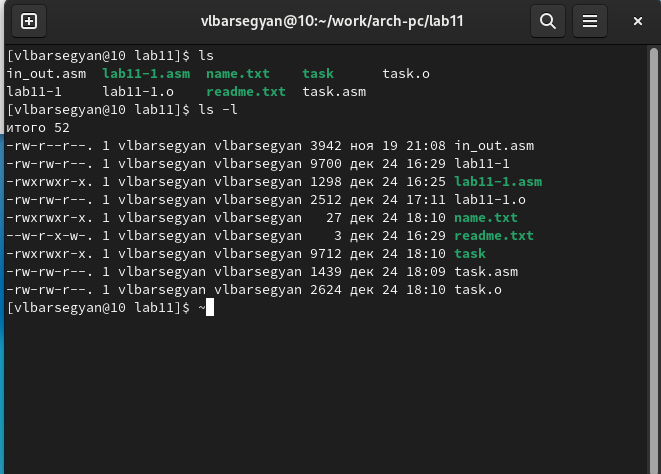 vlbarsegyan@10:~/work/arch-pc/lab11
[vlbarsegyan@10 lab11]$ ls
in_out.asm  lab11-1.asm  name.txt    task      task.o
lab11-1     lab11-1.o    readme.txt  task.asm
[vlbarsegyan@10 lab11]$ ls -l
итого 52
-rw-r--r--. 1 vlbarsegyan vlbarsegyan 3942 ноя 19 21:08 in_out.asm
-rw-rw-r--. 1 vlbarsegyan vlbarsegyan 9700 дек 24 16:29 lab11-1
-rwxrwxr-x. 1 vlbarsegyan vlbarsegyan 1298 дек 24 16:25 lab11-1.asm
-rw-rw-r--. 1 vlbarsegyan vlbarsegyan 2512 дек 24 17:11 lab11-1.o
-rwxrwxr-x. 1 vlbarsegyan vlbarsegyan   27 дек 24 18:10 name.txt
--w-r-x-w-. 1 vlbarsegyan vlbarsegyan    3 дек 24 16:29 readme.txt
-rwxrwxr-x. 1 vlbarsegyan vlbarsegyan 9712 дек 24 18:10 task
-rw-rw-r--. 1 vlbarsegyan vlbarsegyan 1439 дек 24 18:09 task.asm
-rw-rw-r--. 1 vlbarsegyan vlbarsegyan 2624 дек 24 18:10 task.o
[vlbarsegyan@10 lab11]$ ~